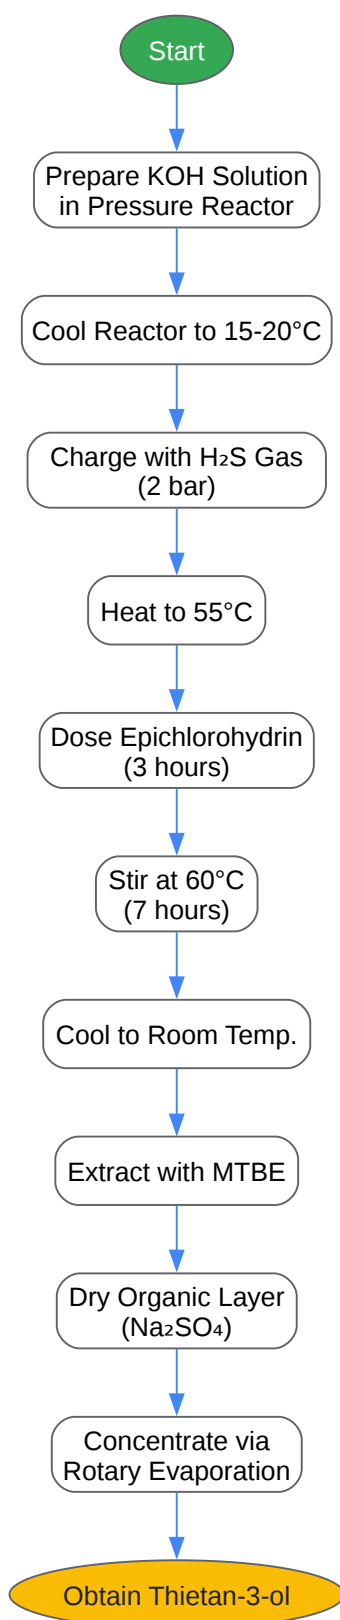 Start
Prepare KOH Solution
in Pressure Reactor
Cool Reactor to 15-20°C
Charge with H₂S Gas
(2 bar)
Heat to 55°C
Dose Epichlorohydrin
(3 hours)
Stir at 60°C
(7 hours)
Cool to Room Temp.
Extract with MTBE
Dry Organic Layer
(Na₂SO₄)
Concentrate via
Rotary Evaporation
Obtain Thietan-3-ol